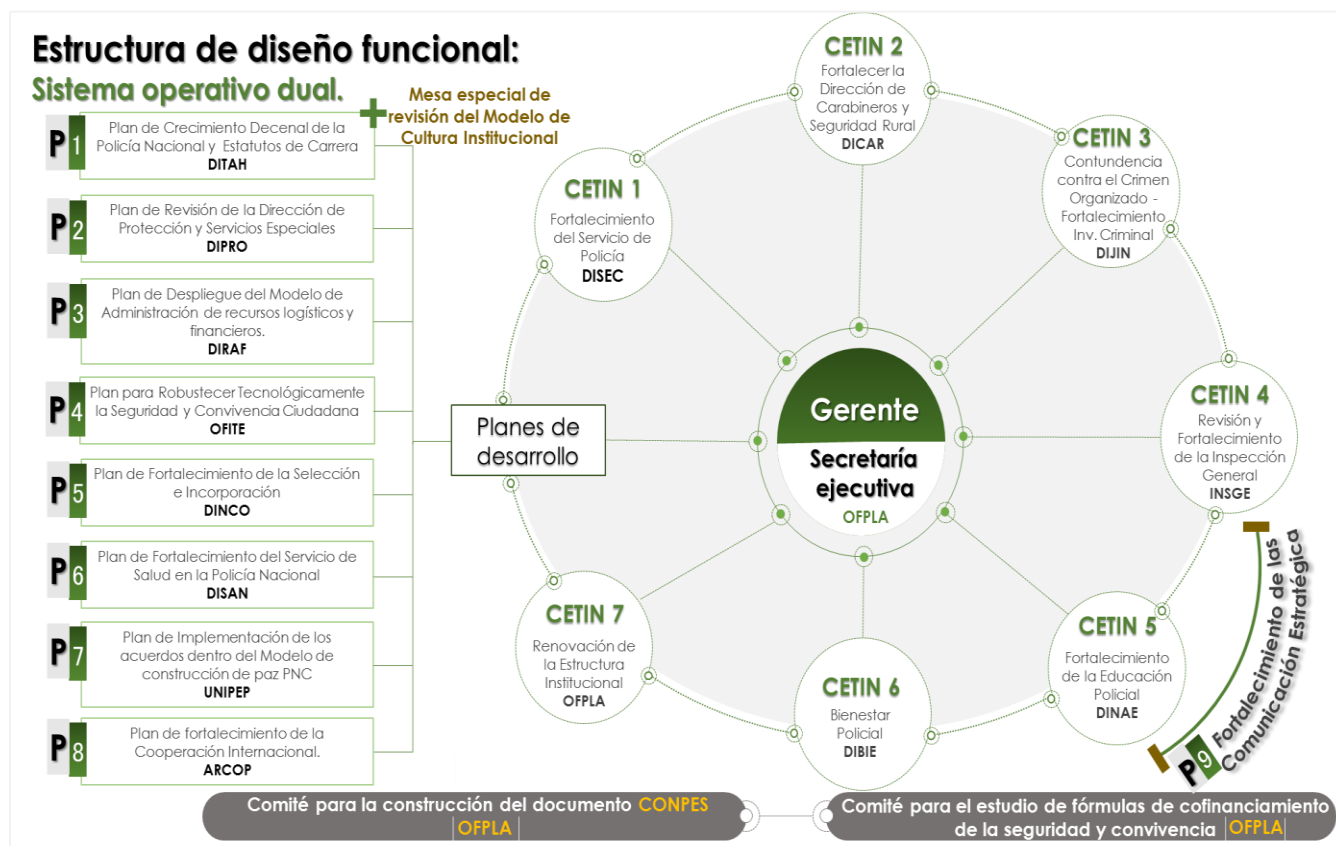 Estructura de diseño funcional:
Sistema operativo dual.
Mesa especial de
revisión del Modelo de
Cultura Institucional
P 1
Plan de Crecimiento Decenal de la
Policía Nacional y Estatutos de Carrera
DITAH
P 2
Plan de Revisión de la Dirección de
Protección y Servicios Especiales
DIPRO
P 3
Plan de Despliegue del Modelo de
Administración de recursos logísticos y
financieros.
DIRAF
P 4
Plan para Robustecer Tecnológicamente
la Seguridad y Convivencia Ciudadana
OFITE
P 5
Plan de Fortalecimiento de la Selección
e Incorporación
DINCO
P 6
Plan de Fortalecimiento del Servicio de
Salud en la Policía Nacional
DISAN
P 7
Plan de Implementación de los
acuerdos dentro del Modelo de
construcción de paz PNC
UNIPEP
P 8
Plan de fortalecimiento de la
Cooperación Internacional.
ARCOP
Planes de
desarrollo
CETIN 1
Fortalecimiento
del Servicio de
Policía
DISEC
CETIN 2
Fortalecer la
Dirección de
Carabineros y
Seguridad Rural
DICAR
CETIN 3
Contundencia
contra el Crimen
Organizado -
Fortalecimiento
Inv. Criminal
DIJIN
CETIN 4
Revisión y
Fortalecimiento
de la Inspección
General
INSGE
CETIN 5
Fortalecimiento
de la Educación
Policial
DINAE
CETIN 6
Bienestar
Policial
DIBIE
CETIN 7
Renovación de
la Estructura
Institucional
OFPLA
Gerente
Secretaría
ejecutiva
OFPLA
P 9
Fortalecimiento de las
Comunicación Estratégica
Comité para la construcción del documento CONPES
|OFPLA|
Comité para el estudio de fórmulas de cofinanciamiento
de la seguridad y convivencia |OFPLA|